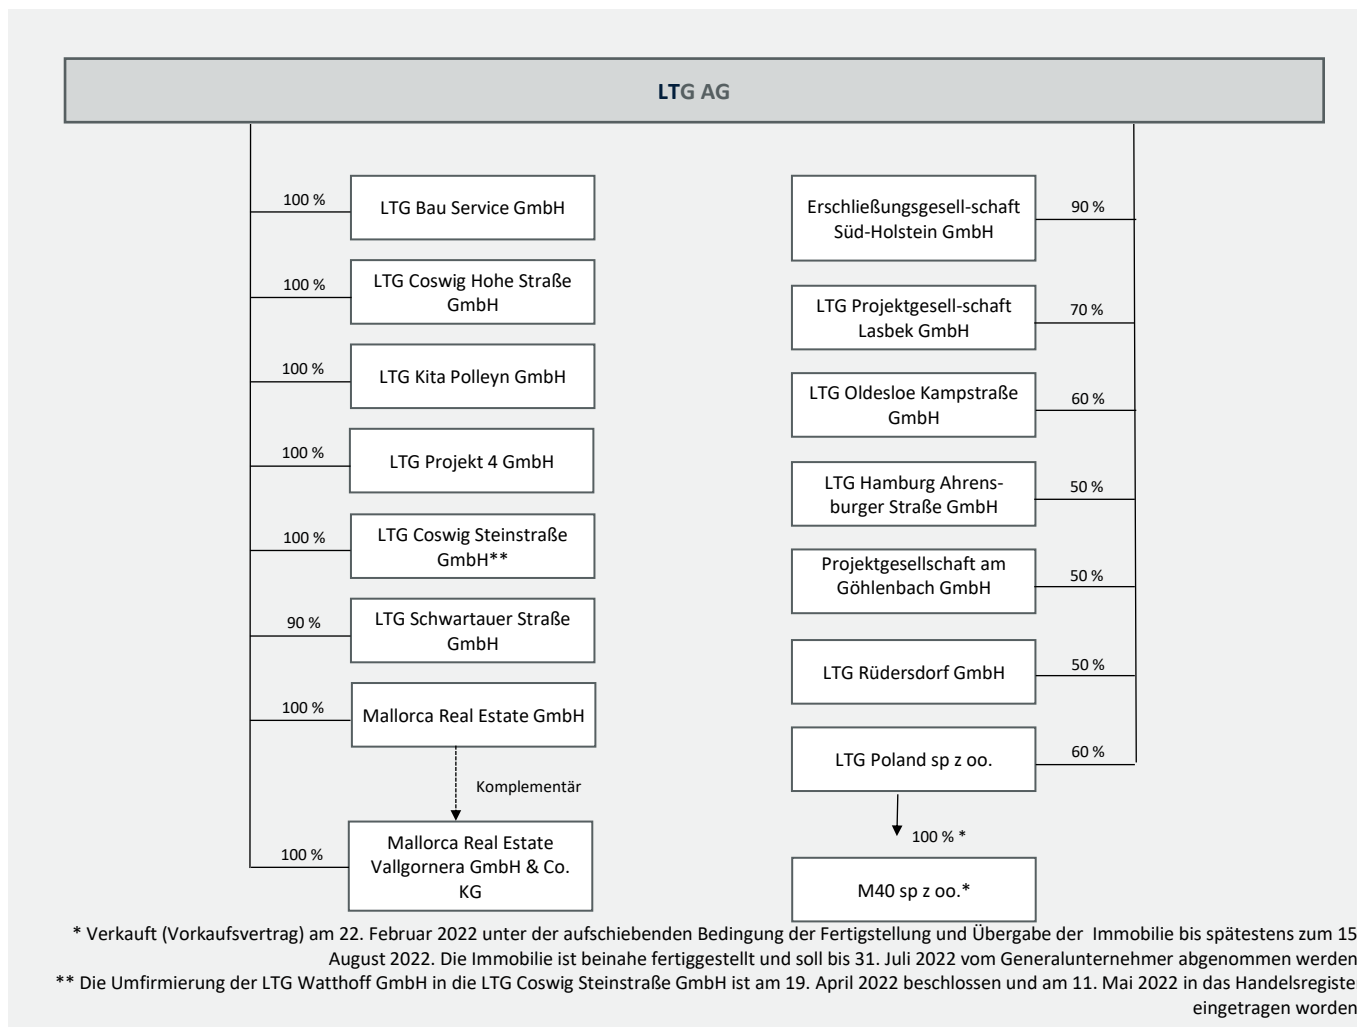 LTG AG
100 %
LTG Bau Service GmbH
100 %
LTG Coswig Hohe Straße
GmbH
100 %
LTG Kita Polleyn GmbH
100 %
LTG Projekt 4 GmbH
100 %
LTG Coswig Steinstraße
GmbH**
90 %
LTG Schwartauer Straße
GmbH
100 %
Mallorca Real Estate GmbH
Komplementär
100 %
Mallorca Real Estate
Vallgornera GmbH & Co.
KG
Erschließungsgesell-schaft
Süd-Holstein GmbH
90 %
LTG Projektgesell-schaft
Lasbek GmbH
70 %
LTG Oldesloe Kampstraße
GmbH
60 %
LTG Hamburg Ahrens-
burger Straße GmbH
50 %
Projektgesellschaft am
Göhlenbach GmbH
50 %
LTG Rüdersdorf GmbH
50 %
LTG Poland sp z oo.
60 %
100 % *
M40 sp z oo.*
* Verkauft (Vorkaufsvertrag) am 22. Februar 2022 unter der aufschiebenden Bedingung der Fertigstellung und Übergabe der Immobilie bis spätestens zum 15
August 2022. Die Immobilie ist beinahe fertiggestellt und soll bis 31. Juli 2022 vom Generalunternehmer abgenommen werden
** Die Umfirmierung der LTG Watthoff GmbH in die LTG Coswig Steinstraße GmbH ist am 19. April 2022 beschlossen und am 11. Mai 2022 in das Handelsregiste
eingetragen worden